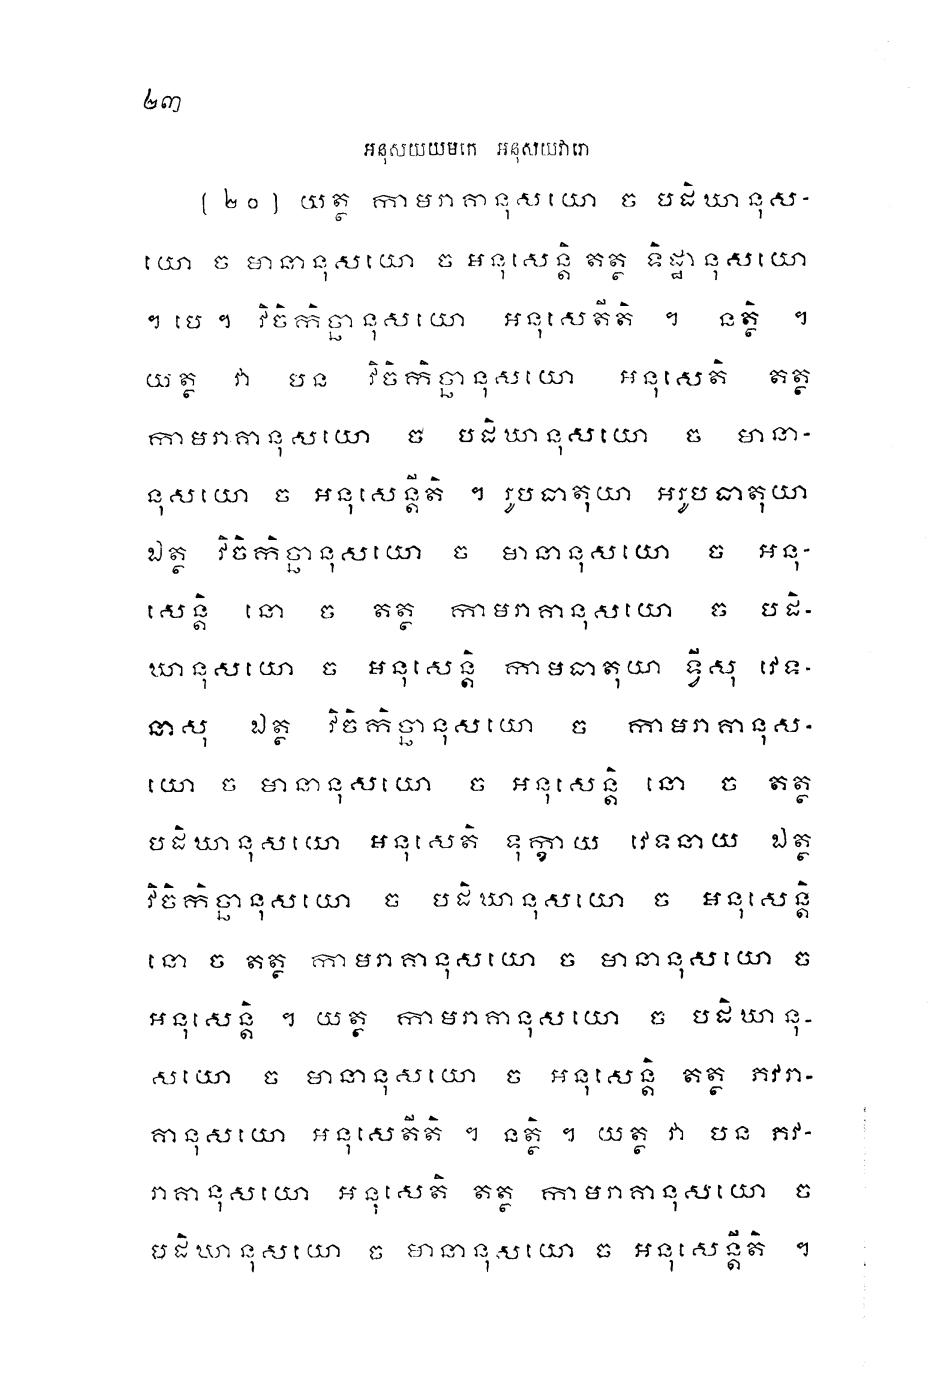 ២៣
អនុសយយមកេ អនុសយវារោ
(២០) យត្ថ កាមរាគានុសយោ ច បដិឃានុស-
យោ ច មានានុសយោ ច អនុសេន្តិ តត្ថ ទិដ្ឋានុសយោ
។ បេ ។ វិចិកិច្ឆានុសយោ អនុសេតីតិ ។ នត្ថិ ។
យត្ថ វា បន វិចិកិច្ឆានុសយោ អនុសេតិ តត្ថ
កាមរាគានុសយោ ច បដិឃានុសយោ ច មានា-
នុសយោ ច អនុសេន្តីតិ ។ រូបធាតុយា អរូបធាតុយា
ឯត្ថ វិចិកិច្ឆានុសយោ ច មានានុសយោ ច អនុ-
សេន្តិ នោ ច តត្ថ កាមរាគានុសយោ ច បដិ-
ឃានុសយោ ច អនុសេន្តិ កាមធាតុយា ទ្វីសុ វេទ-
នាសុ ឯត្ថ វិចិកិច្ឆានុសយោ ច កាមរាគានុស-
យោ ច មានានុសយោ ច អនុសេន្តិ នោ ច តត្ថ
បដិឃានុសយោ អនុសេតិ ទុក្ខាយ វេទនាយ ឯត្ថ
វិចិកិច្ឆានុសយោ ច បដិឃានុសយោ ច អនុសេន្តិ
នោ ច តត្ថ កាមរាគានុសយោ ច មានានុសយោ ច
អនុសេន្តិ ។ យត្ថ កាមរាគានុសយោ ច បដិឃានុ-
សយោ ច មានានុសយោ ច អនុសេន្តិ តត្ថ ភវរា-
គានុសយោ អនុសេតីតិ ។ នត្ថិ ។ យត្ថ វា បន ភវ-
រាគានុសយោ អនុសេតិ តត្ថ កាមរាគានុសយោ ច
បដិឃានុសយោ ច មានានុសយោ ច អនុសេន្តីតិ ។